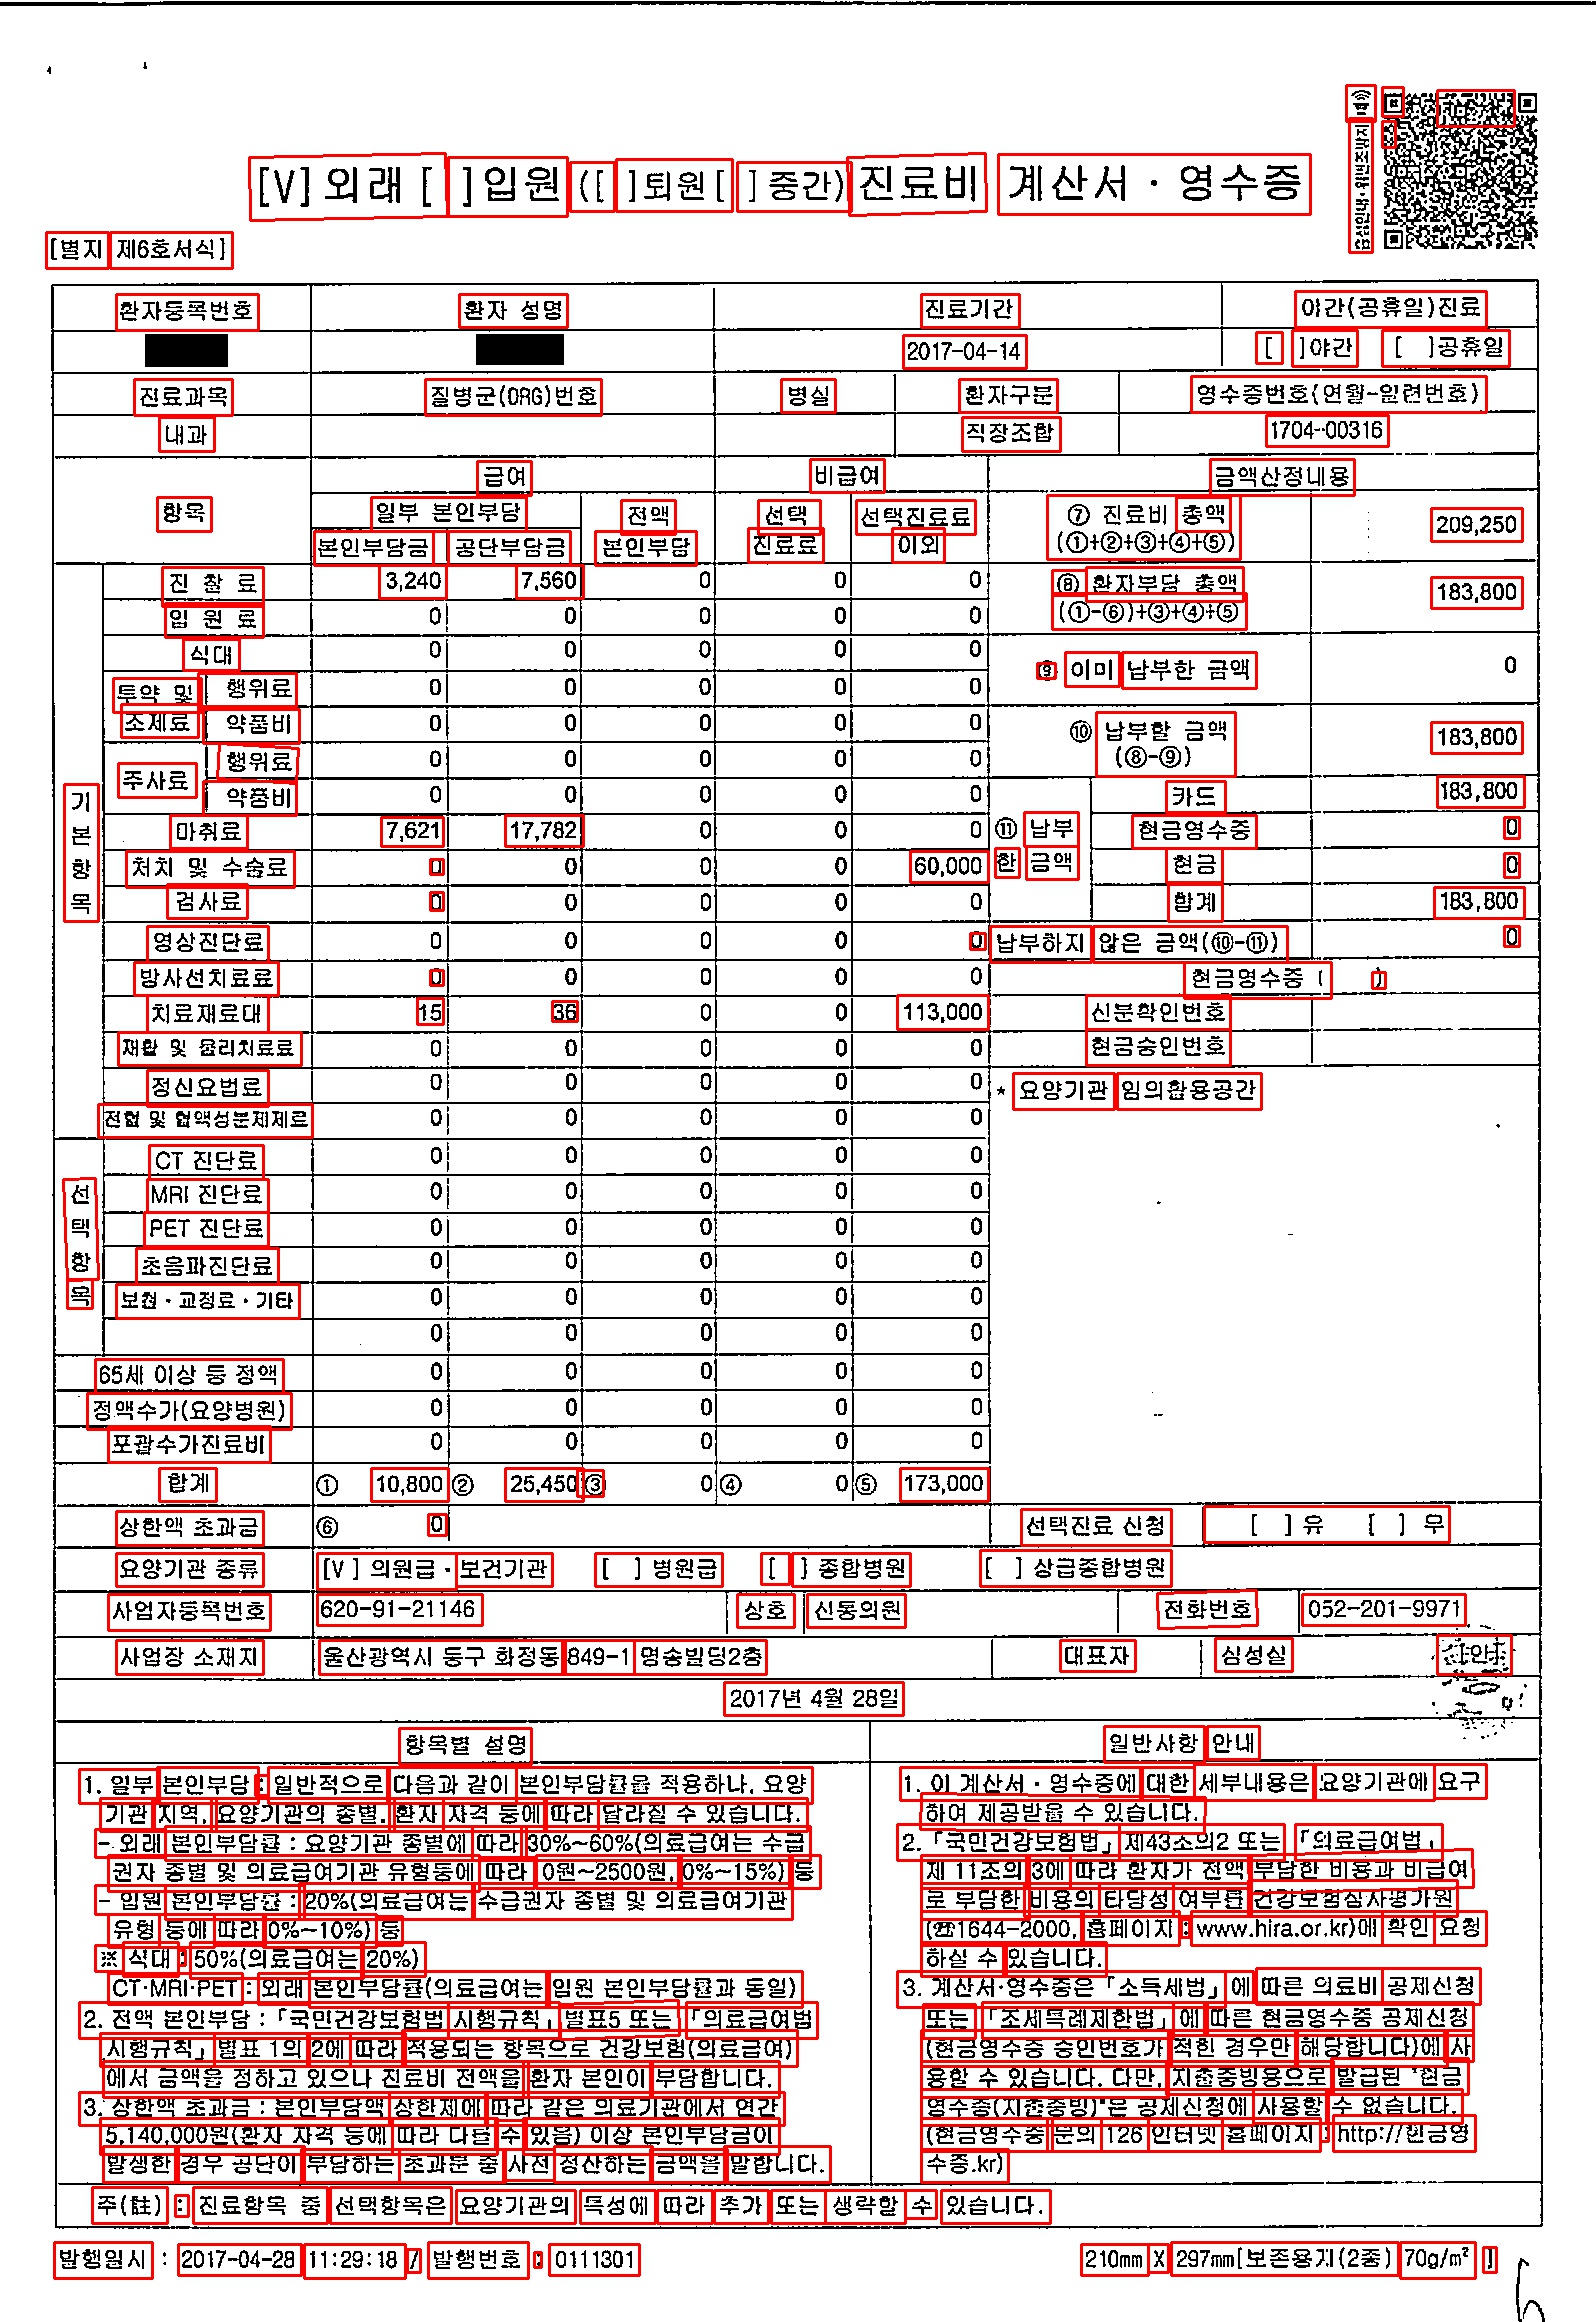 [V]외래 [ ]입원 ([ ]퇴원 [ ]중간) 진료비 계산서 · 영수증
[별지 제6호서식]
환자등록번호 환자 성명 진료기간 야간(공휴일)진료
2017-04-14 [ ]야간 [ ]공휴일
진료과목 질병군(DRG)번호 병실 환자구분 영수증번호(연월-일련번호)
내과 직장조합 1704-00316
항목 급여 비급여 금액산정내용
일부 본인부당 전액 선택 선택진료료 ⑦ 진료비 총액 209,250
본인부담금 공단부담금 본인부담 진료료 이외 (①+②+③+④+⑤)
기본항목
진 찰 료 3,240 7,560 0 0 0 ⑧ 환자부당 총액 183,800
입 원 료 0 0 0 0 0 (①-⑥)+③+④+⑤
식대 0 0 0 0 0 ⑨ 이미 납부한 금액 0
투약 및 조제료 행위료 0 0 0 0 0
약품비 0 0 0 0 0 ⑩ 납부할 금액 183,800
주사료 행위료 0 0 0 0 0 (⑧-⑨)
약품비 0 0 0 0 0 카드 183,800
마취료 7,621 17,782 0 0 0 ⑪ 납부 현금영수증 0
처치 및 수술료 0 0 0 0 60,000 한 금액 현금 0
검사료 0 0 0 0 0 합계 183,800
영상진단료 0 0 0 0 0 납부하지 않은 금액(⑩-⑪) 0
방사선치료료 0 0 0 0 0 현금영수증 ( )
치료재료대 15 36 0 0 113,000 신분확인번호
재활 및 물리치료료 0 0 0 0 0 현금승인번호
정신요법료 0 0 0 0 0 * 요양기관 임의활용공간
전혈 및 혈액성분제제료 0 0 0 0 0
선택항목
CT 진단료 0 0 0 0 0
MRI 진단료 0 0 0 0 0
PET 진단료 0 0 0 0 0
초음파진단료 0 0 0 0 0
보철·교정료·기타 0 0 0 0 0
0 0 0 0 0
65세 이상 등 정액 0 0 0 0 0
정액수가(요양병원) 0 0 0 0 0
포괄수가진료비 0 0 0 0 0
합계 ① 10,800 ② 25,450 ③ 0 ④ 0 ⑤ 173,000
상한액 초과금 ⑥ 0 선택진료 신청 [ ]유 [ ] 무
요양기관 종류 [V] 의원급·보건기관 [ ] 병원급 [ ] 종합병원 [ ] 상급종합병원
사업자등록번호 620-91-21146 상호 신동의원 전화번호 052-201-9971
사업장 소재지 울산광역시 동구 화정동 849-1 명송빌딩2층 대표자 심성실
2017년 4월 28일
항목별 설명
1. 일부 본인부담 : 일반적으로 다음과 같이 본인부담률을 적용하나, 요양
기관 지역, 요양기관의 종별, 환자 자격 등에 따라 달라질 수 있습니다.
- 외래 본인부담률 : 요양기관 종별에 따라 30%~60%(의료급여는 수급
권자 종별 및 의료급여기관 유형등에 따라 0원~2500원, 0%~15%) 등
- 입원 본인부담률 : 20%(의료급여는 수급권자 종별 및 의료급여기관
유형 등에 따라 0%~10%) 등
※ 식대 : 50%(의료급여는 20%)
CT·MRI·PET : 외래 본인부담률(의료급여는 입원 본인부담률과 동일)
2. 전액 본인부담 : 「국민건강보험법 시행규칙」 별표5 또는 「의료급여법
시행규칙」 별표 1의 2에 따라 적용되는 항목으로 건강보험(의료급여)
에서 금액을 정하고 있으나 진료비 전액을 환자 본인이 부담합니다.
3. 상한액 초과금 : 본인부담액 상한제에 따라 같은 의료기관에서 연간
5,140,000원(환자 자격 등에 따라 다를 수 있음) 이상 본인부담금이
발생한 경우 공단이 부담하는 초과분 중 사전 정산하는 금액을 말합니다.
일반사항 안내
1. 이 계산서·영수증에 대한 세부내용은 요양기관에 요구
하여 제공받을 수 있습니다.
2. 「국민건강보험법」 제43조의2 또는 「의료급여법」
제 11조의 3에 따라 환자가 전액 부담한 비용과 비급여
로 부담한 비용의 타당성 여부를 건강보험심사평가원
(☎1644-2000, 홈페이지 : www.hira.or.kr)에 확인 요청
하실 수 있습니다.
3. 계산서·영수증은 「소득세법」에 따른 의료비 공제신청
또는 「조세특례제한법」에 따른 현금영수증 공제신청
(현금영수증 승인번호가 적힌 경우만 해당합니다)에 사
용할 수 있습니다. 다만, 지출증빙용으로 발급된 "현금
영수증(지출증빙)"은 공제신청에 사용할 수 없습니다.
(현금영수증 문의 126 인터넷 홈페이지 : http://현금영
수증.kr)
주(註) : 진료항목 중 선택항목은 요양기관의 특성에 따라 추가 또는 생략할 수 있습니다.
발행일시 : 2017-04-28 11:29:18 / 발행번호 : 0111301
210mm X 297mm[보존용지(2종) 70g/m² ]